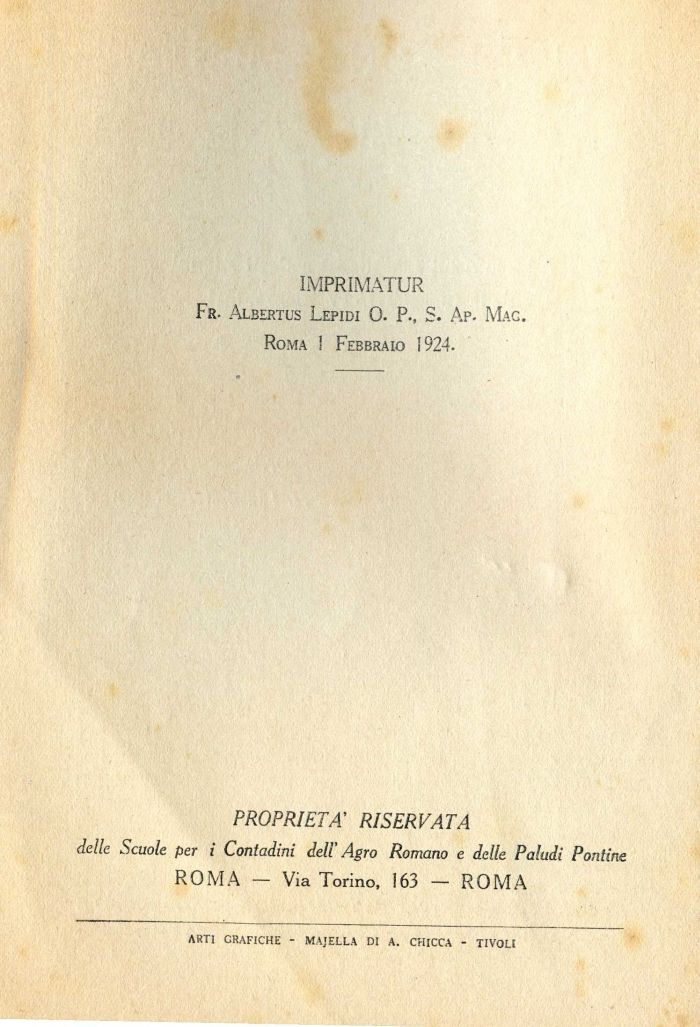 IMPRIMATUR
Fr. Albertus Lepidi O. P., S. Ap. Mag.
Roma 1 Febbraio 1924.
PROPRIETA' RISERVATA
delle Scuole per i Contadini dell'Agro Romano e delle Paludi Pontine
ROMA — Via Torino, 163 — ROMA
ARTI GRAFICHE - MAJELLA DI A. CHICCA - TIVOLI